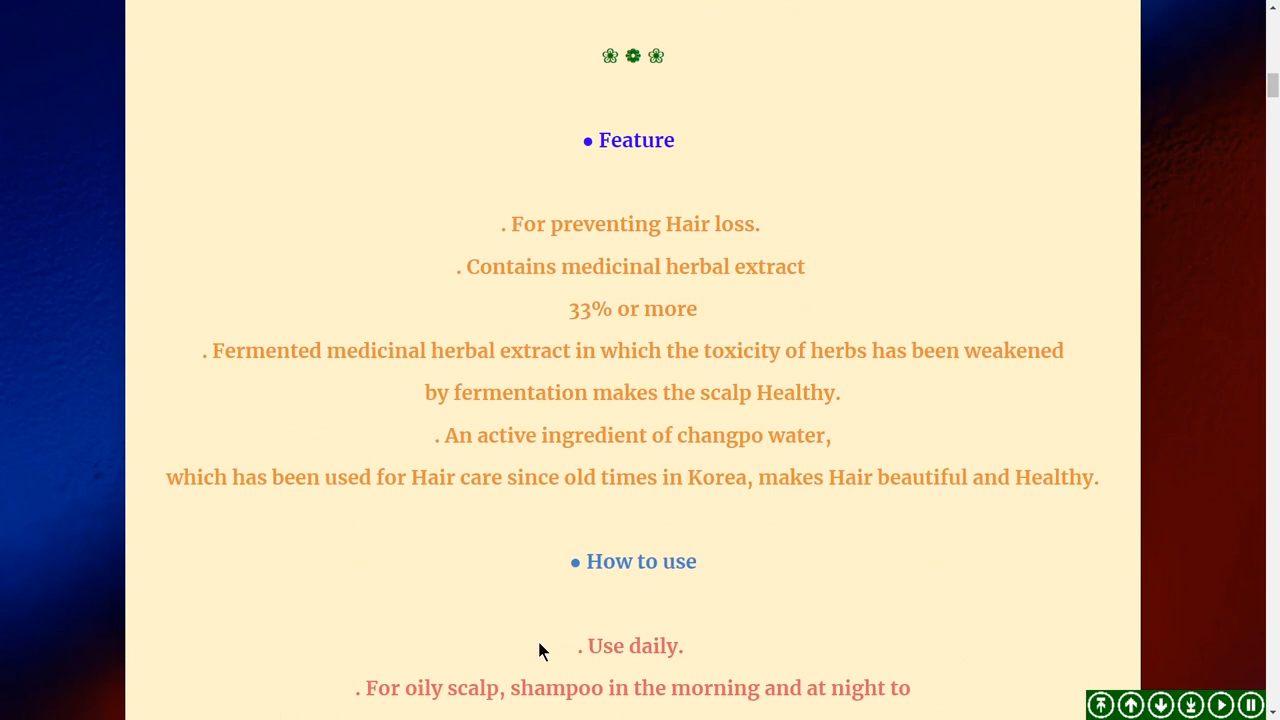 ❀ ❁ ❀
● Feature
. For preventing Hair loss.
. Contains medicinal herbal extract
33% or more
. Fermented medicinal herbal extract in which the toxicity of herbs has been weakened
by fermentation makes the scalp Healthy.
. An active ingredient of changpo water,
which has been used for Hair care since old times in Korea, makes Hair beautiful and Healthy.
● How to use
. Use daily.
. For oily scalp, shampoo in the morning and at night to